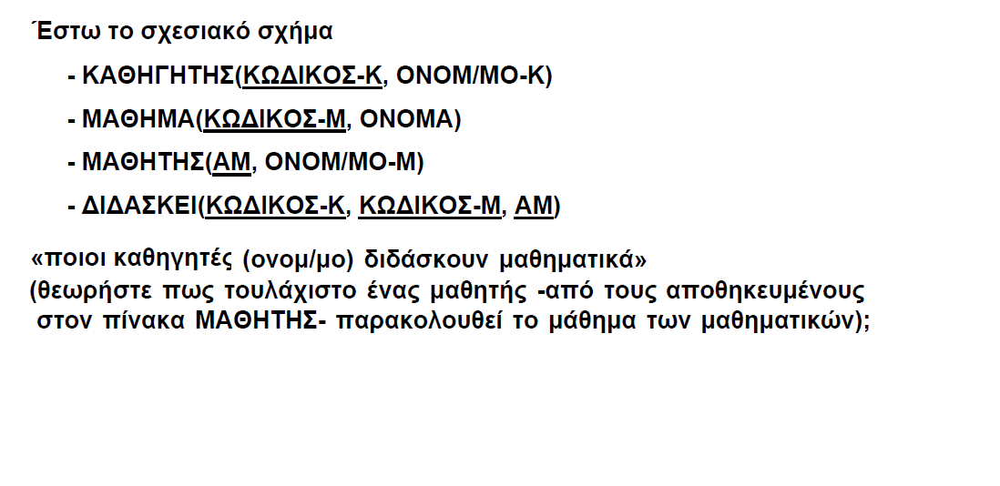 Έστω το σχεσιακό σχήμα
- ΚΑΘΗΓΗΤΗΣ(ΚΩΔΙΚΟΣ-Κ, ΟΝΟΜ/ΜΟ-Κ)
- ΜΑΘΗΜΑ(ΚΩΔΙΚΟΣ-Μ, ΟΝΟΜΑ)
- ΜΑΘΗΤΗΣ(ΑΜ, ΟΝΟΜ/ΜΟ-Μ)
- ΔΙΔΑΣΚΕΙ(ΚΩΔΙΚΟΣ-Κ, ΚΩΔΙΚΟΣ-Μ, ΑΜ)
«ποιοι καθηγητές (ονομ/μο) διδάσκουν μαθηματικά»
(θεωρήστε πως τουλάχιστο ένας μαθητής -από τους αποθηκευμένους
στον πίνακα ΜΑΘΗΤΗΣ- παρακολουθεί το μάθημα των μαθηματικών);